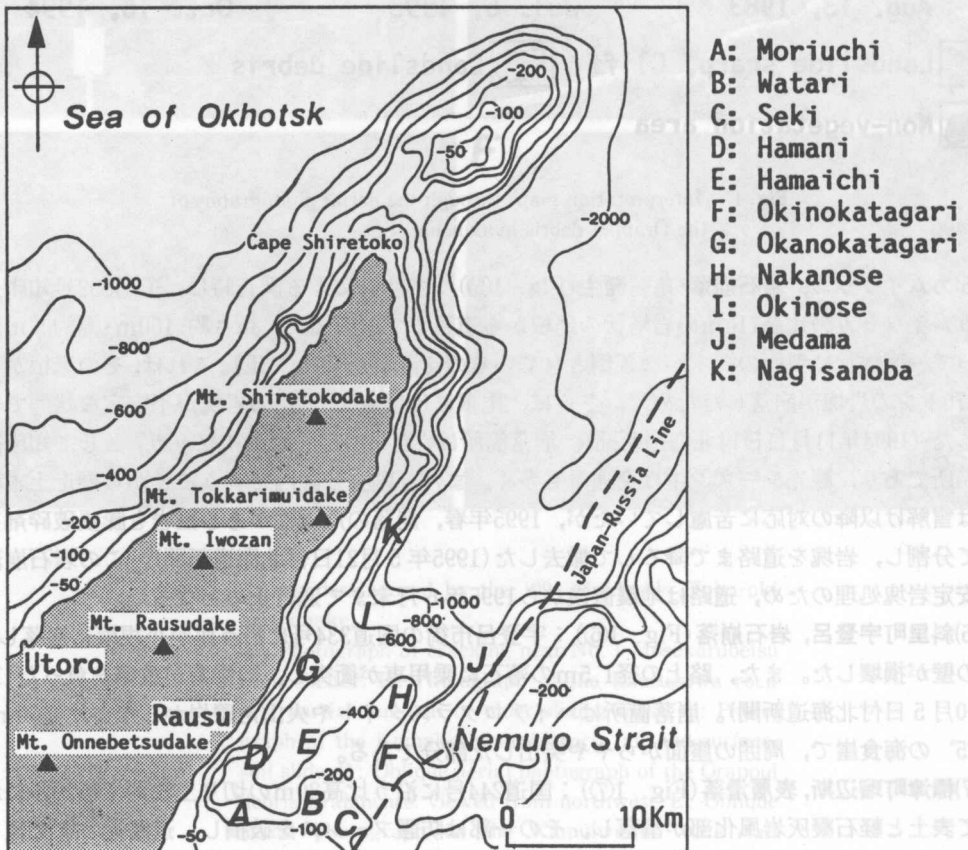 Sea of Okhotsk
-200
-100
-50
-2000
Cape Shiretoko
-1000
-800
-600
-400
-200
-100
-50
Mt. Shiretokodake
Mt. Tokkarimuidake
Mt. Iwozan
Mt. Rausudake
Utoro
Rausu
Mt. Onnebetsudake
Japan-Russia Line
K
I
-1000
-800
-600
J
G
H
-400
-200
D
E
F
Nemuro Strait
-200
B
A
C
-50
-100
0 10Km
A: Moriuchi
B: Watari
C: Seki
D: Hamani
E: Hamaichi
F: Okinokatagari
G: Okanokatagari
H: Nakanose
I: Okinose
J: Medama
K: Nagisanoba